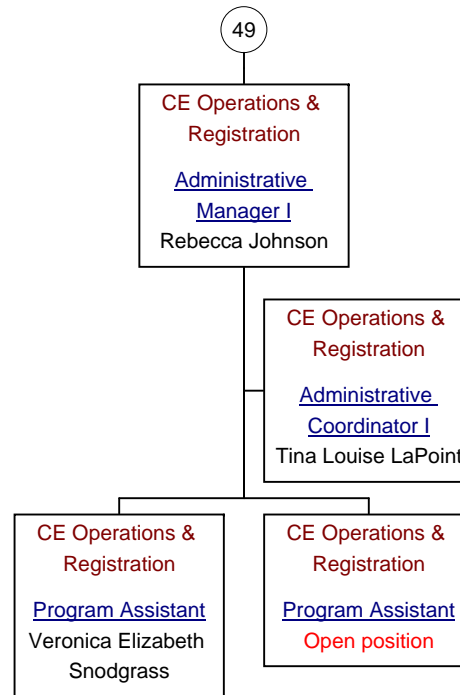 49
CE Operations &
Registration
Administrative
Manager I
Rebecca Johnson
CE Operations &
Registration
Administrative
Coordinator I
Tina Louise LaPoint
CE Operations &
Registration
Program Assistant
Veronica Elizabeth
Snodgrass
CE Operations &
Registration
Program Assistant
Open position